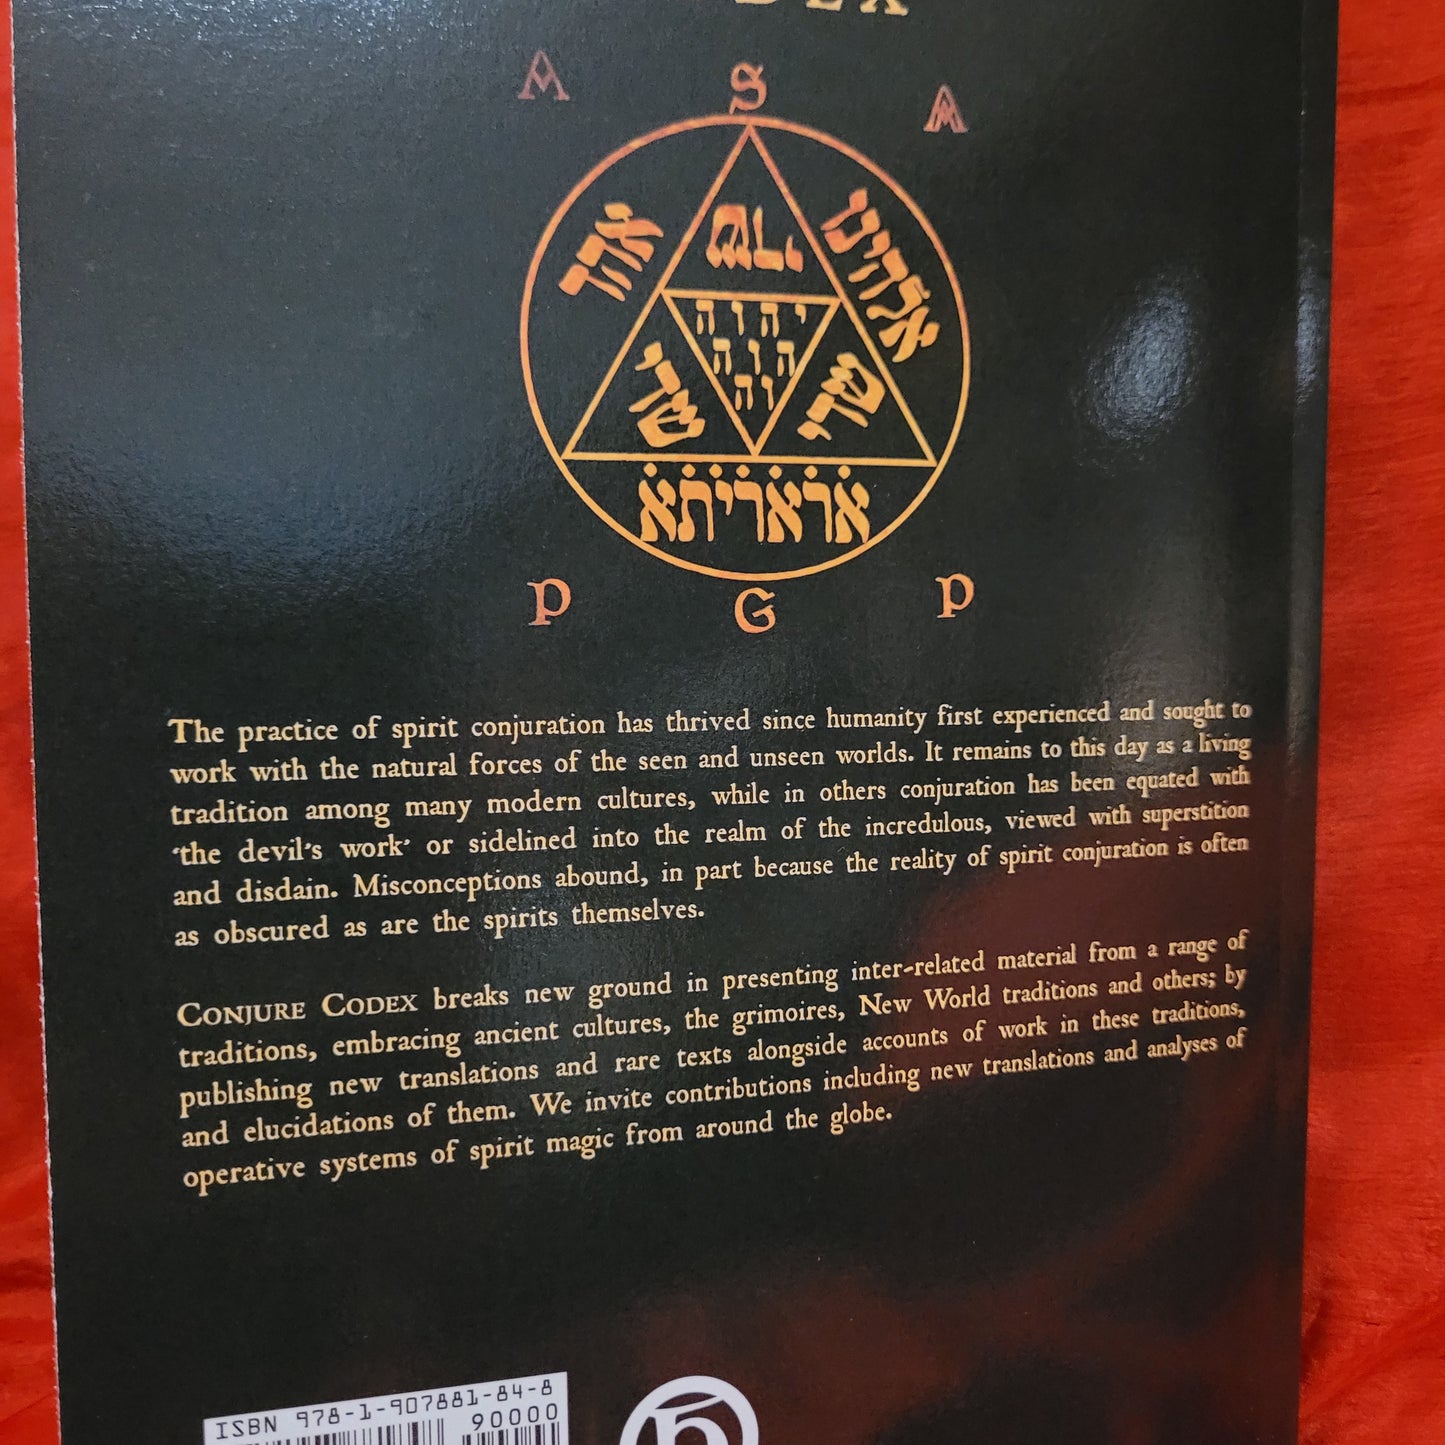 DEX
A S A
אחד
אלהינו
יהוה
הוה
וה
שדי
אראריתא
P G P
The practice of spirit conjuration has thrived since humanity first experienced and sought to
work with the natural forces of the seen and unseen worlds. It remains to this day as a living
tradition among many modern cultures, while in others conjuration has been equated with
‘the devil’s work’ or sidelined into the realm of the incredulous, viewed with superstition
and disdain. Misconceptions abound, in part because the reality of spirit conjuration is often
as obscured as are the spirits themselves.
CONJURE CODEX breaks new ground in presenting inter-related material from a range of
traditions, embracing ancient cultures, the grimoires, New World traditions and others; by
publishing new translations and rare texts alongside accounts of work in these traditions,
and elucidations of them. We invite contributions including new translations and analyses of
operative systems of spirit magic from around the globe.
ISBN 978-1-907881-84-8
90000